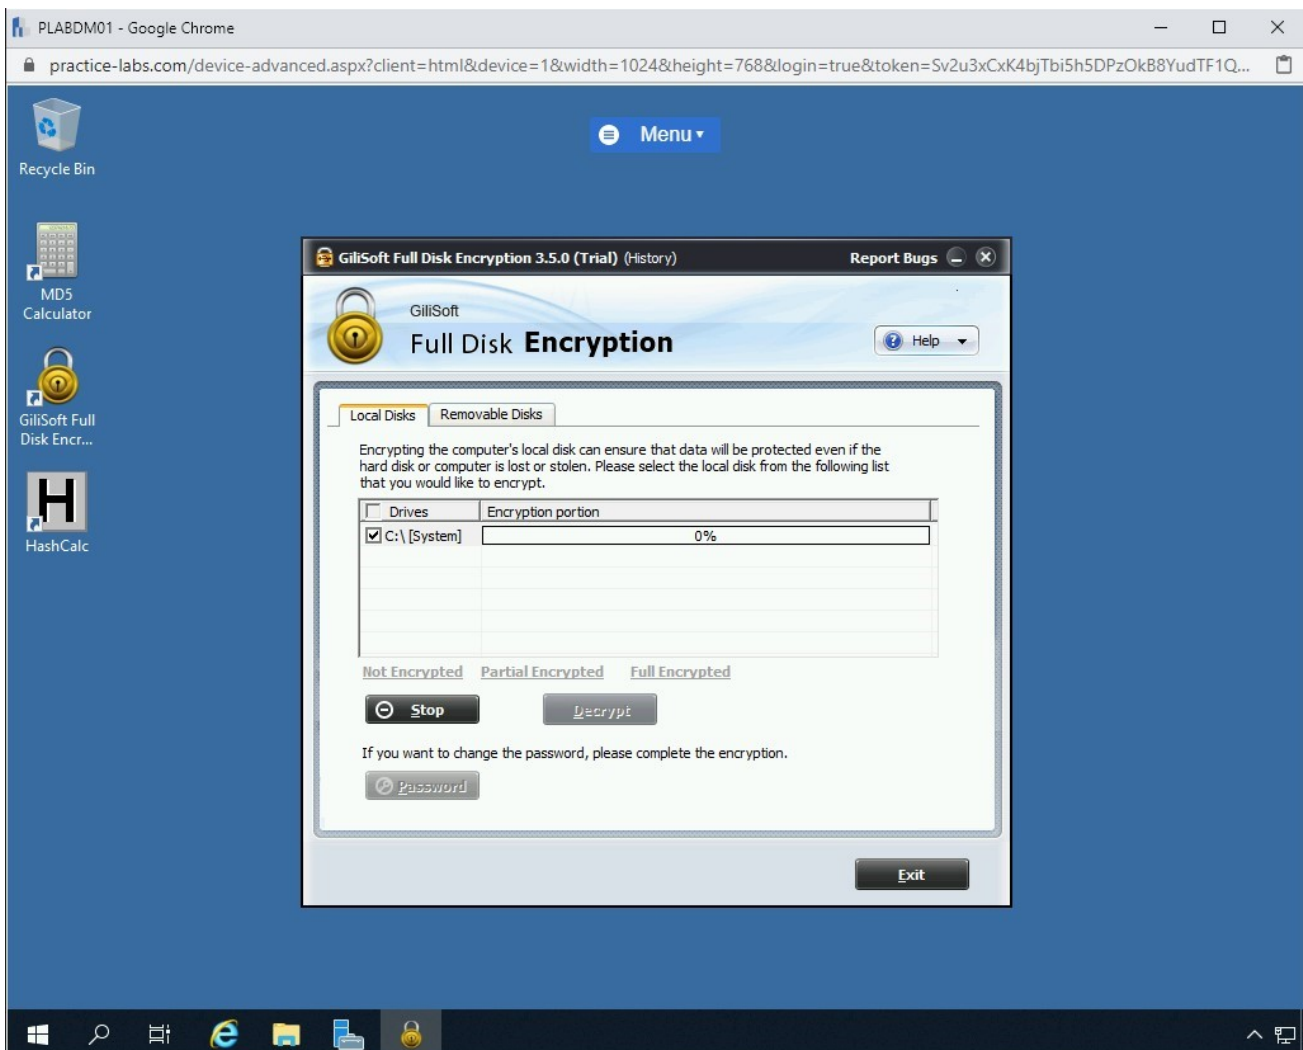 PLABDM01 - Google Chrome
practice-labs.com/device-advanced.aspx?client=html&device=1&width=1024&height=768&login=true&token=Sv2u3xCxK4bjTbi5h5DPzOkB8YudTF1Q...
Menu
Recycle Bin
MD5
Calculator
GiliSoft Full
Disk Encr...
HashCalc
GiliSoft Full Disk Encryption 3.5.0 (Trial) (History)
Report Bugs
GiliSoft
Full Disk Encryption
Help
Local Disks
Removable Disks
Encrypting the computer's local disk can ensure that data will be protected even if the
hard disk or computer is lost or stolen. Please select the local disk from the following list
that you would like to encrypt.
Drives
Encryption portion
C:\ [System]
0%
Not Encrypted
Partial Encrypted
Full Encrypted
Stop
Decrypt
If you want to change the password, please complete the encryption.
Password
Exit